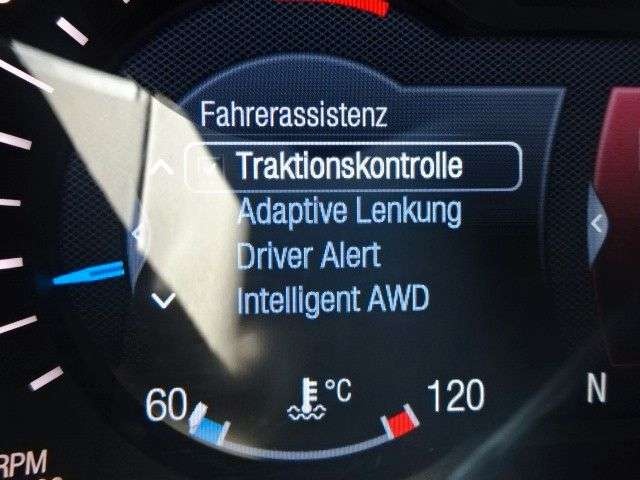 Fahrerassistenz
Traktionskontrolle
Adaptive Lenkung
Driver Alert
Intelligent AWD
60 °C 120
N
RPM